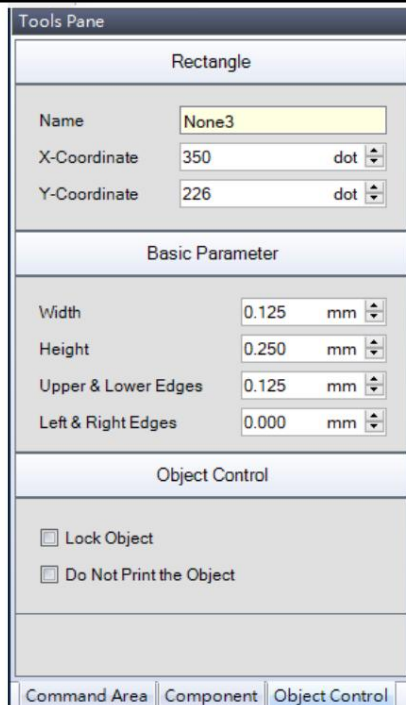 Tools Pane
Rectangle
Name None3
X-Coordinate 350 dot
Y-Coordinate 226 dot
Basic Parameter
Width 0.125 mm
Height 0.250 mm
Upper & Lower Edges 0.125 mm
Left & Right Edges 0.000 mm
Object Control
Lock Object
Do Not Print the Object
Command Area Component Object Control